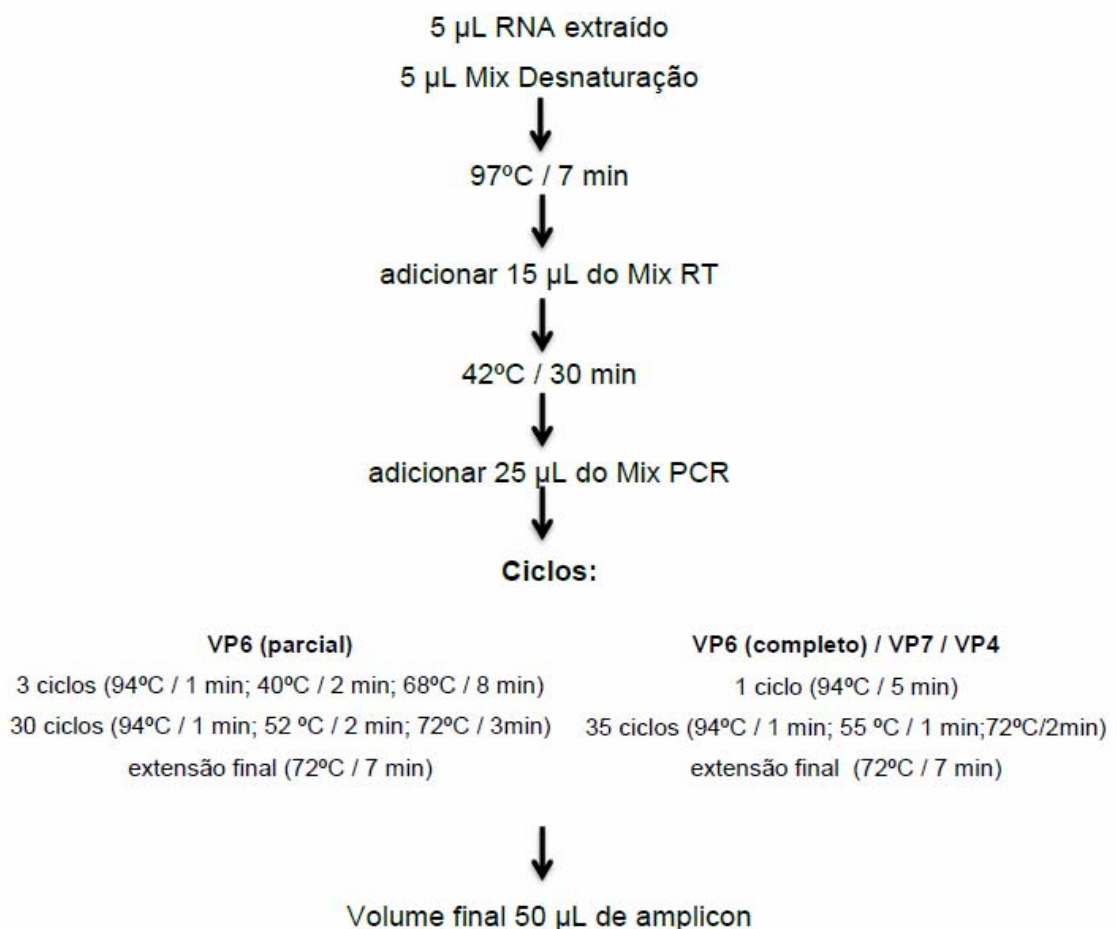 5 µL RNA extraído
5 µL Mix Desnaturação
97ºC / 7 min
adicionar 15 µL do Mix RT
42ºC / 30 min
adicionar 25 µL do Mix PCR
Ciclos:
VP6 (parcial)
3 ciclos (94ºC / 1 min; 40ºC / 2 min; 68ºC / 8 min)
30 ciclos (94ºC / 1 min; 52 ºC / 2 min; 72ºC / 3min)
extensão final (72ºC / 7 min)
VP6 (completo) / VP7 / VP4
1 ciclo (94ºC / 5 min)
35 ciclos (94ºC / 1 min; 55 ºC / 1 min;72ºC/2min)
extensão final  (72ºC / 7 min)
Volume final 50 µL de amplicon